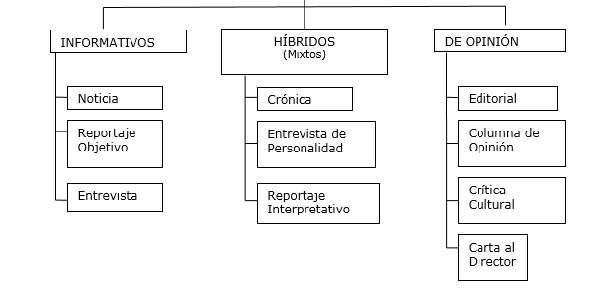 INFORMATIVOS
Noticia
Reportaje
Objetivo
Entrevista
HÍBRIDOS
(Mixtos)
Crónica
Entrevista de
Personalidad
Reportaje
Interpretativo
DE OPINIÓN
Editorial
Columna de
Opinión
Crítica
Cultural
Carta al
Director